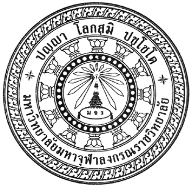 ปญฺญา โลกสฺมิ ปชฺโชโต
ม จ ร
มหาวิทยาลัยมหาจุฬาลงกรณราชวิทยาลัย